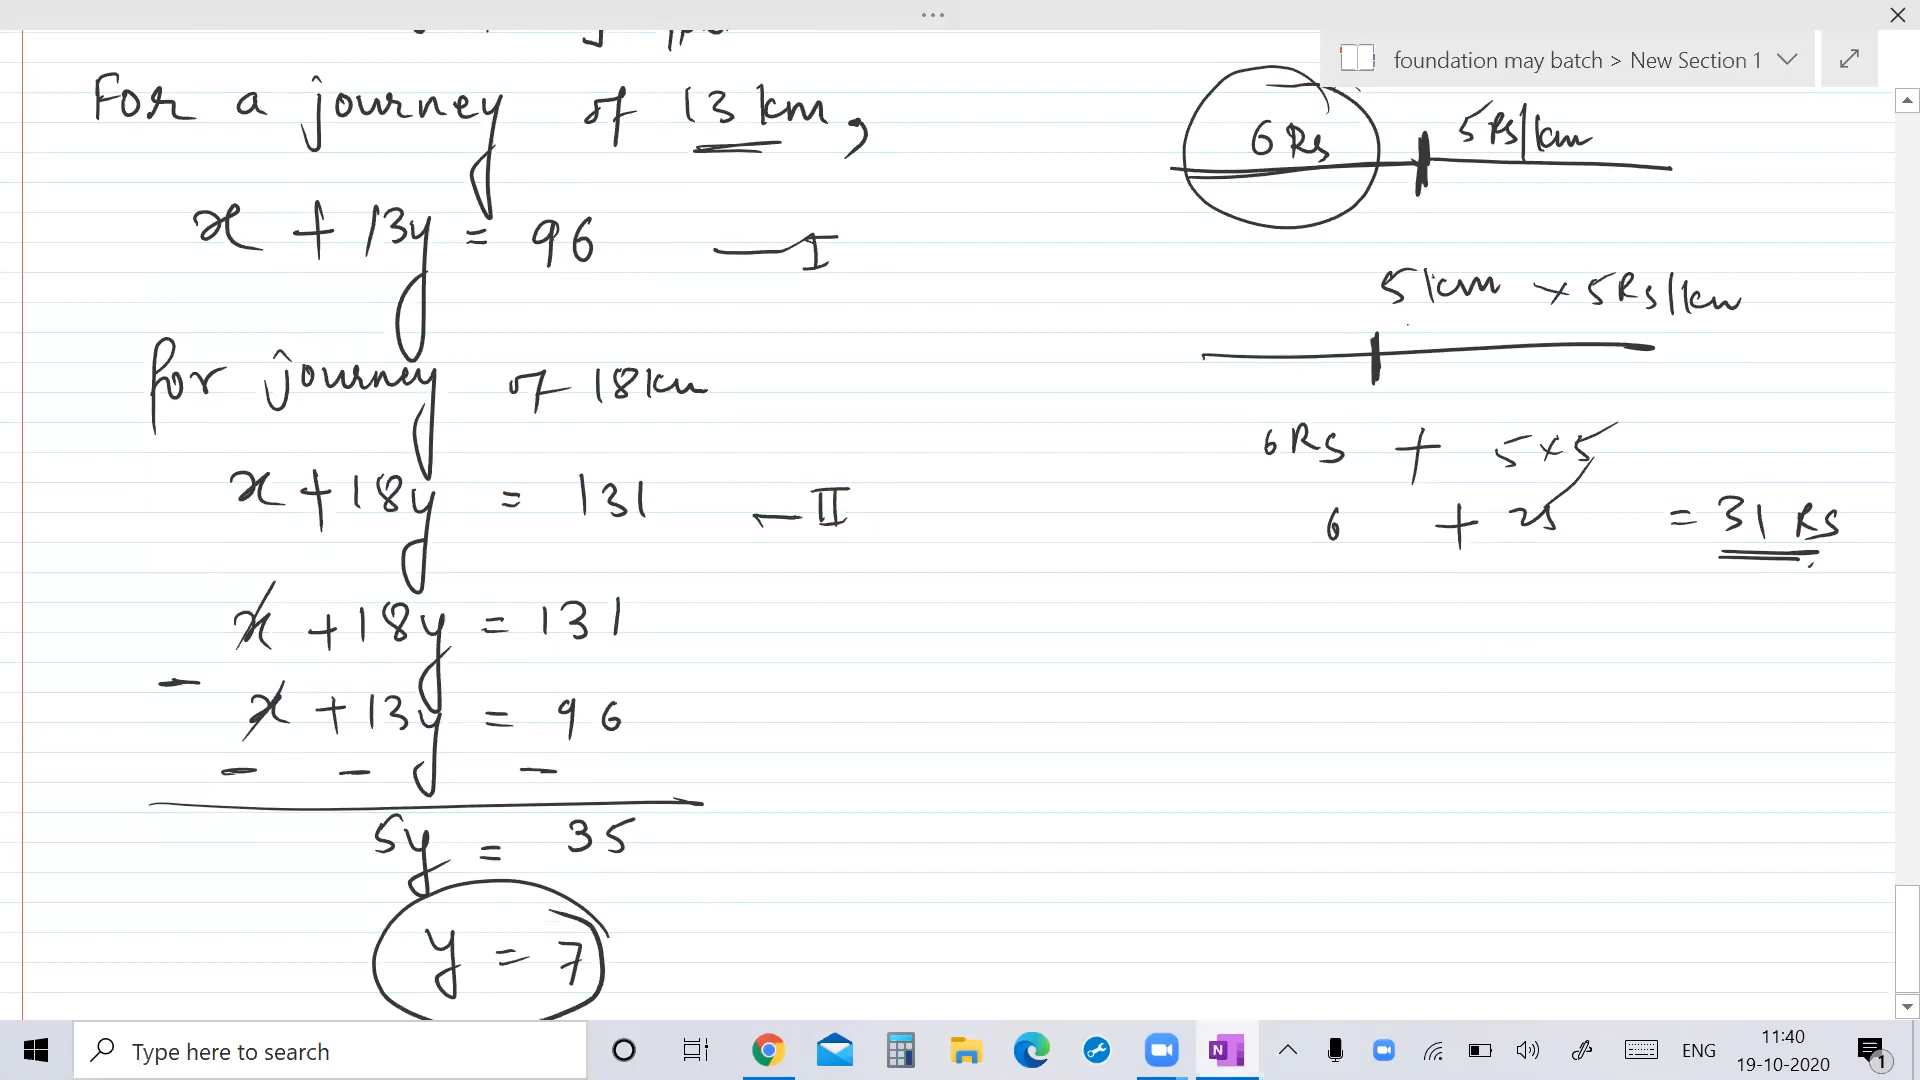 foundation may batch > New Section 1
For a journey of 13 km,
x + 13y = 96 — I
for journey of 18km
x + 18y = 131 — II
x + 18y = 131
- x + 13y = 96
- - -
5y = 35
y = 7
6 Rs 5 Rs/km
5 km × 5 Rs/km
6 Rs + 5 × 5
6 + 25 = 31 Rs
Type here to search
ENG
11:40
19-10-2020
1